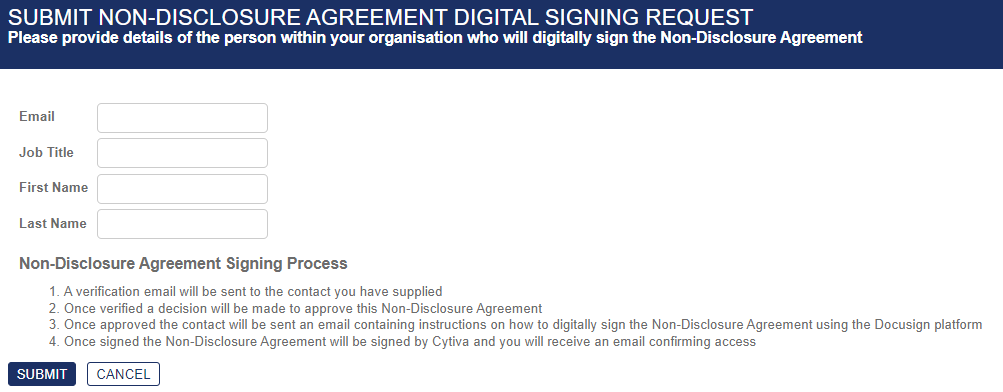 SUBMIT NON-DISCLOSURE AGREEMENT DIGITAL SIGNING REQUEST
Please provide details of the person within your organisation who will digitally sign the Non-Disclosure Agreement
Email
Job Title
First Name
Last Name
Non-Disclosure Agreement Signing Process
1. A verification email will be sent to the contact you have supplied
2. Once verified a decision will be made to approve this Non-Disclosure Agreement
3. Once approved the contact will be sent an email containing instructions on how to digitally sign the Non-Disclosure Agreement using the Docusign platform
4. Once signed the Non-Disclosure Agreement will be signed by Cytiva and you will receive an email confirming access
SUBMIT CANCEL